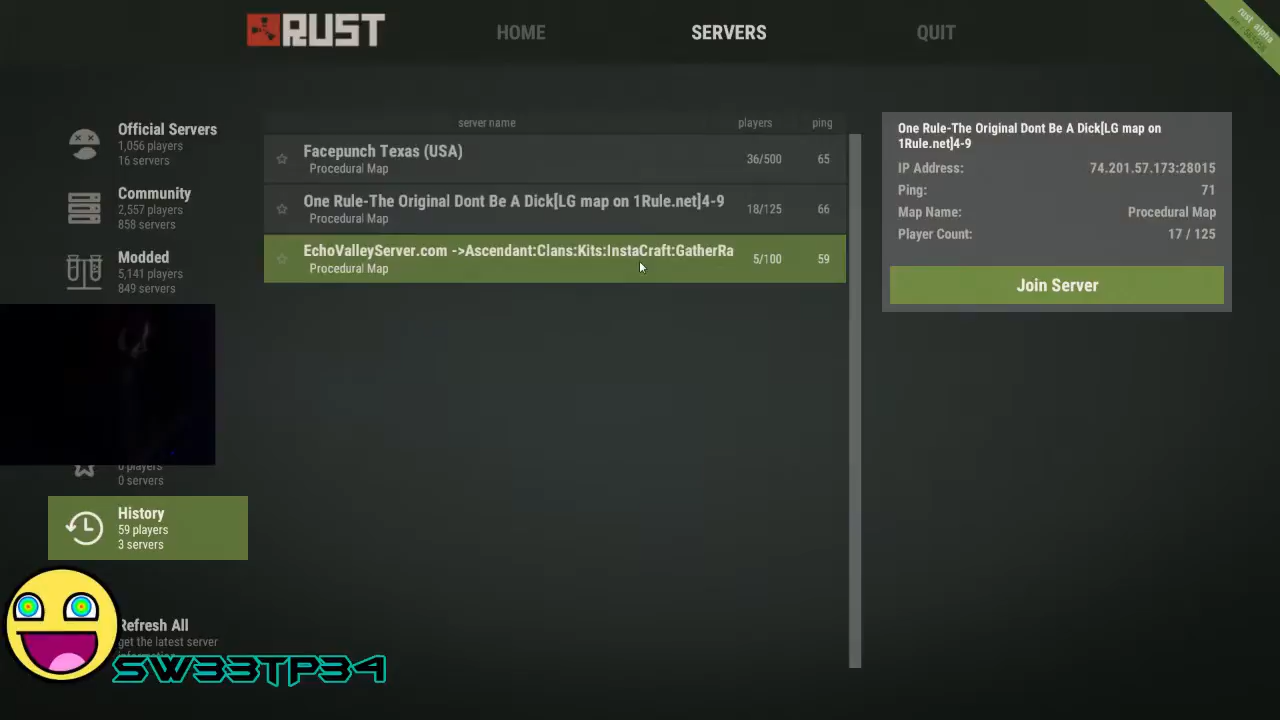 RUST
HOME
SERVERS
QUIT
rust alpha
Official Servers
1,056 players
16 servers
Community
2,557 players
858 servers
Modded
5,141 players
849 servers
0 players
0 servers
History
59 players
3 servers
Refresh All
get the latest server
information
server name players ping
Facepunch Texas (USA) 36/500 65
Procedural Map
One Rule-The Original Dont Be A Dick[LG map on 1Rule.net]4-9 18/125 66
Procedural Map
EchoValleyServer.com ->Ascendant:Clans:Kits:InstaCraft:GatherRa 5/100 59
Procedural Map
One Rule-The Original Dont Be A Dick[LG map on
1Rule.net]4-9
IP Address: 74.201.57.173:28015
Ping: 71
Map Name: Procedural Map
Player Count: 17 / 125
Join Server
SW33TP34